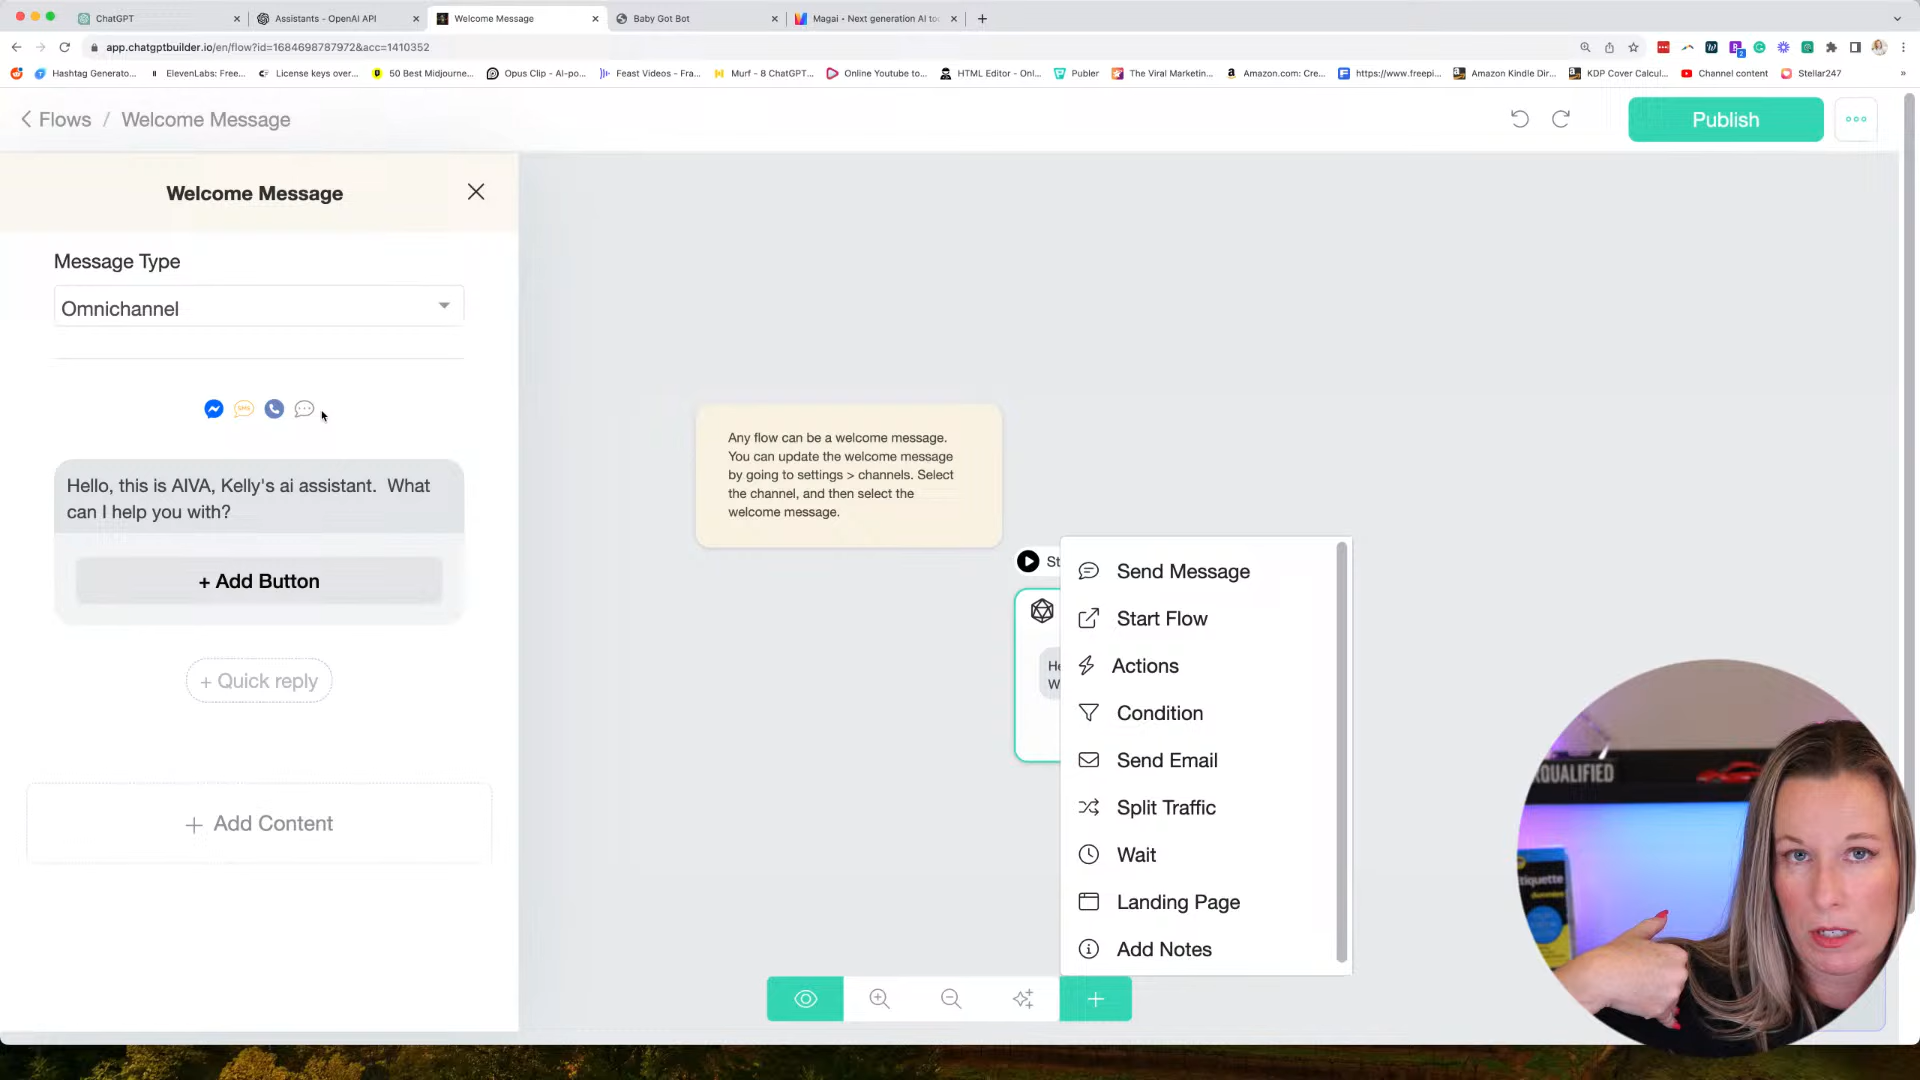 ChatGPT
Assistants - OpenAI API
Welcome Message
Baby Got Bot
Magai - Next generation AI to
app.chatgptbuilder.io/en/flow?id=1684698787972&acc=1410352
Hashtag Generato...
ElevenLabs: Free...
License keys over...
50 Best Midjourne...
Opus Clip - AI-po...
Feast Videos - Fra...
Murf - 8 ChatGPT...
Online Youtube to...
HTML Editor - Onl...
Publer
The Viral Marketin...
Amazon.com: Cre...
https://www.freepi...
Amazon Kindle Dir...
KDP Cover Calcul...
Channel content
Stellar247
Flows / Welcome Message
Publish
Welcome Message
Message Type
Omnichannel
SMS
Hello, this is AIVA, Kelly's ai assistant. What
can I help you with?
+ Add Button
+ Quick reply
+ Add Content
Any flow can be a welcome message.
You can update the welcome message
by going to settings > channels. Select
the channel, and then select the
welcome message.
St
He
W
Send Message
Start Flow
Actions
Condition
Send Email
Split Traffic
Wait
Landing Page
Add Notes
QUALIFIED
tiquette